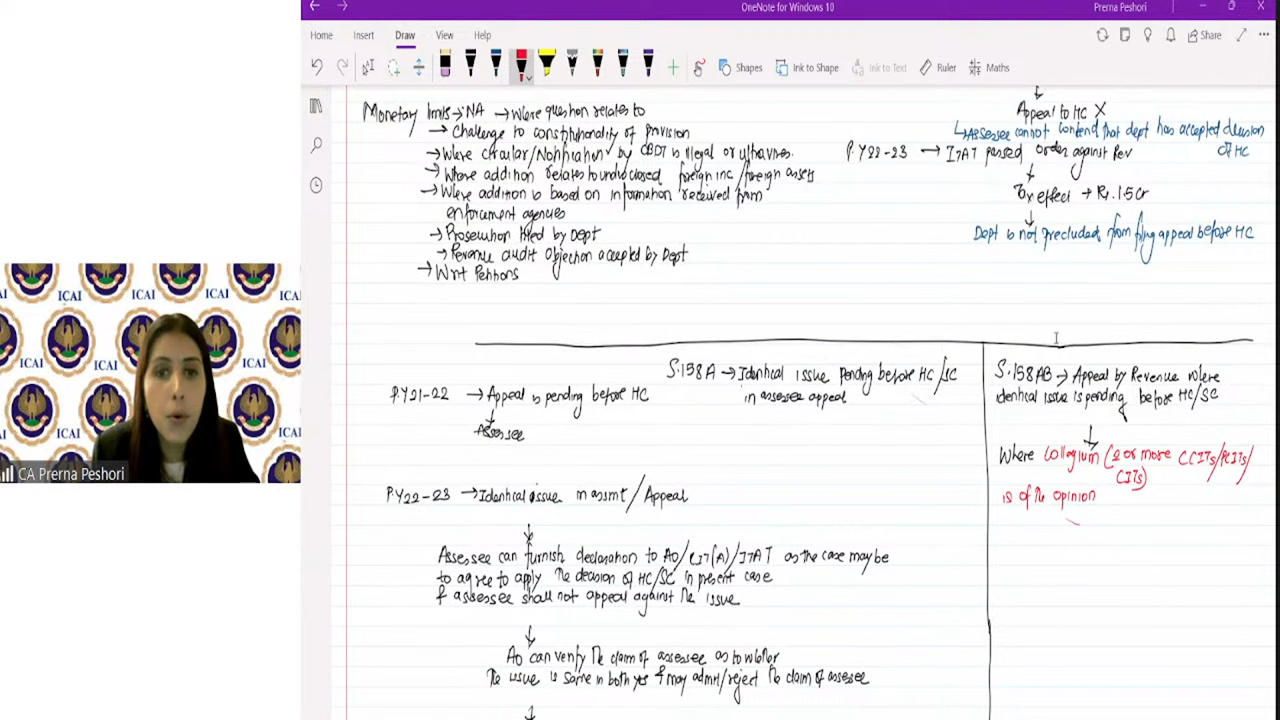 OneNote for Windows 10
Prerna Peshori
Home Insert Draw View Help
Share
Shapes
Ink to Shape
Ink to Text
Ruler
Maths
Monetary limits → NA → Where question relates to
→ Challenge to constitutionality of provision
→ Where circular/Notification by CBDT is illegal or ultravires.
→ Where addition relates to undisclosed foreign inc/foreign assets
→ Where addition is based on information received from
enforcement agencies
→ Prosecution filed by Dept
→ Revenue audit Objection accepted by Dept
→ Writ Petitions
Appeal to HC X
↳ Assessee cannot contend that dept has accepted decision
of HC
P.Y 22-23 → ITAT passed order against Rev
Tax effect → Rs. 1.5 cr
Dept is not precluded from filing appeal before HC
S.158A → Identical issue pending before HC/SC
in assessee appeal
P.Y 21-22 → Appeal is pending before HC
Assessee
P.Y 22-23 → Identical issue in assmt/Appeal
Assessee can furnish declaration to AO/CIT(A)/ITAT as the case may be
to agree to apply the decision of HC/SC in present case
& assessee shall not appeal against the issue
AO can verify the claim of assessee as to whether
the issue is same in both yrs & may admit/reject the claim of assessee
S.158AB → Appeal by Revenue where
identical issue is pending before HC/SC
Where collegium (2 or more CCITs/PCITs/
CITs)
is of the opinion
ICAI
ICAI
ICAI
ICAI
ICAI
CA Prerna Peshori